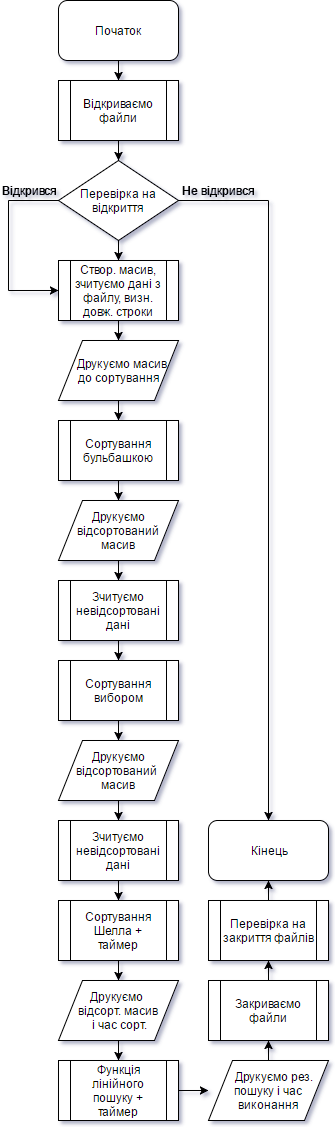 Початок
Відкриваємо
файли
Відкрився
Не відкрився
Перевірка на
відкриття
Створ. масив,
зчитуємо дані з
файлу, визн.
довж. строки
Друкуємо масив
до сортування
Сортування
бульбашкою
Друкуємо
відсортований
масив
Зчитуємо
невідсортовані
дані
Сортування
вибором
Друкуємо
відсортований
масив
Зчитуємо
невідсортовані
дані
Сортування
Шелла +
таймер
Друкуємо
відсорт. масив
і час сорт.
Функція
лінійного
пошуку +
таймер
Друкуємо рез.
пошуку і час
виконання
Закриваємо
файли
Перевірка на
закриття файлів
Кінець